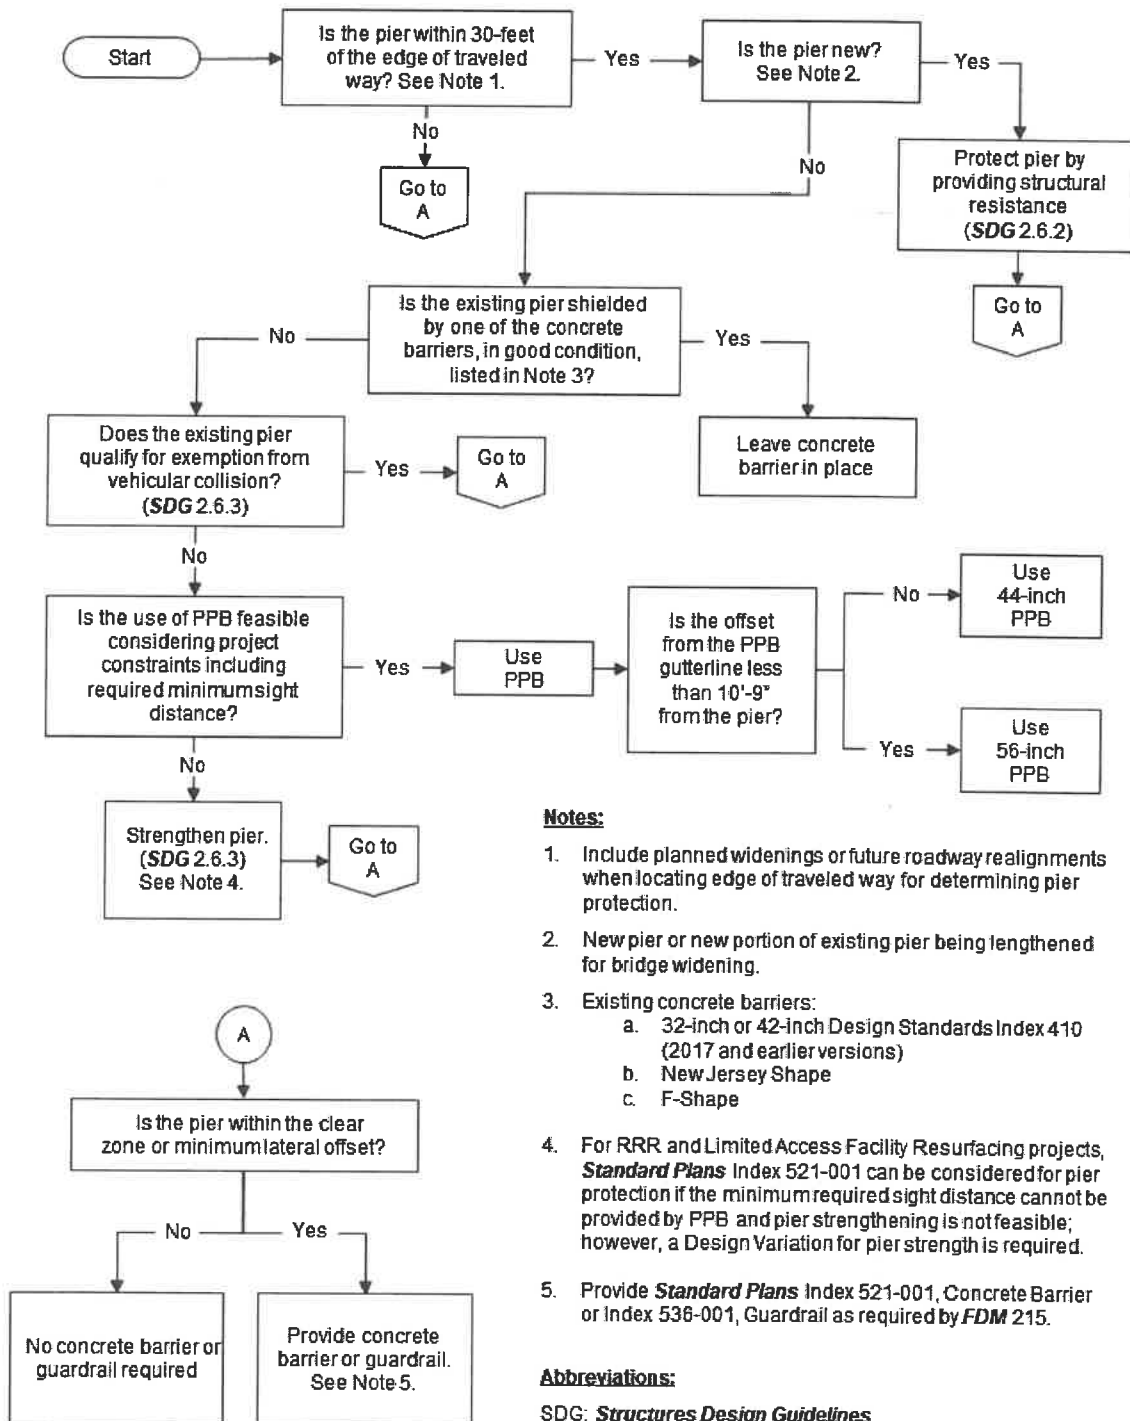 Start
Is the pier within 30-feet
of the edge of traveled
way? See Note 1.
Yes
Is the pier new?
See Note 2.
Yes
No
Go to
A
No
Protect pier by
providing structural
resistance
(SDG 2.6.2)
Go to
A
Is the existing pier shielded
by one of the concrete
barriers, in good condition,
listed in Note 3?
No
Yes
Leave concrete
barrier in place
Does the existing pier
qualify for exemption from
vehicular collision?
(SDG 2.6.3)
Yes
Go to
A
No
Is the use of PPB feasible
considering project
constraints including
required minimum sight
distance?
Yes
Use
PPB
Is the offset
from the PPB
gutterline less
than 10'-9"
from the pier?
No
Use
44-inch
PPB
Yes
Use
56-inch
PPB
No
Strengthen pier.
(SDG 2.6.3)
See Note 4.
Go to
A
A
Is the pier within the clear
zone or minimum lateral offset?
No
Yes
No concrete barrier or
guardrail required
Provide concrete
barrier or guardrail.
See Note 5.
Notes:
1. Include planned widenings or future roadway realignments
when locating edge of traveled way for determining pier
protection.
2. New pier or new portion of existing pier being lengthened
for bridge widening.
3. Existing concrete barriers:
a. 32-inch or 42-inch Design Standards Index 410
(2017 and earlier versions)
b. New Jersey Shape
c. F-Shape
4. For RRR and Limited Access Facility Resurfacing projects,
Standard Plans Index 521-001 can be considered for pier
protection if the minimum required sight distance cannot be
provided by PPB and pier strengthening is not feasible;
however, a Design Variation for pier strength is required.
5. Provide Standard Plans Index 521-001, Concrete Barrier
or Index 536-001, Guardrail as required by FDM 215.
Abbreviations:
SDG: Structures Design Guidelines